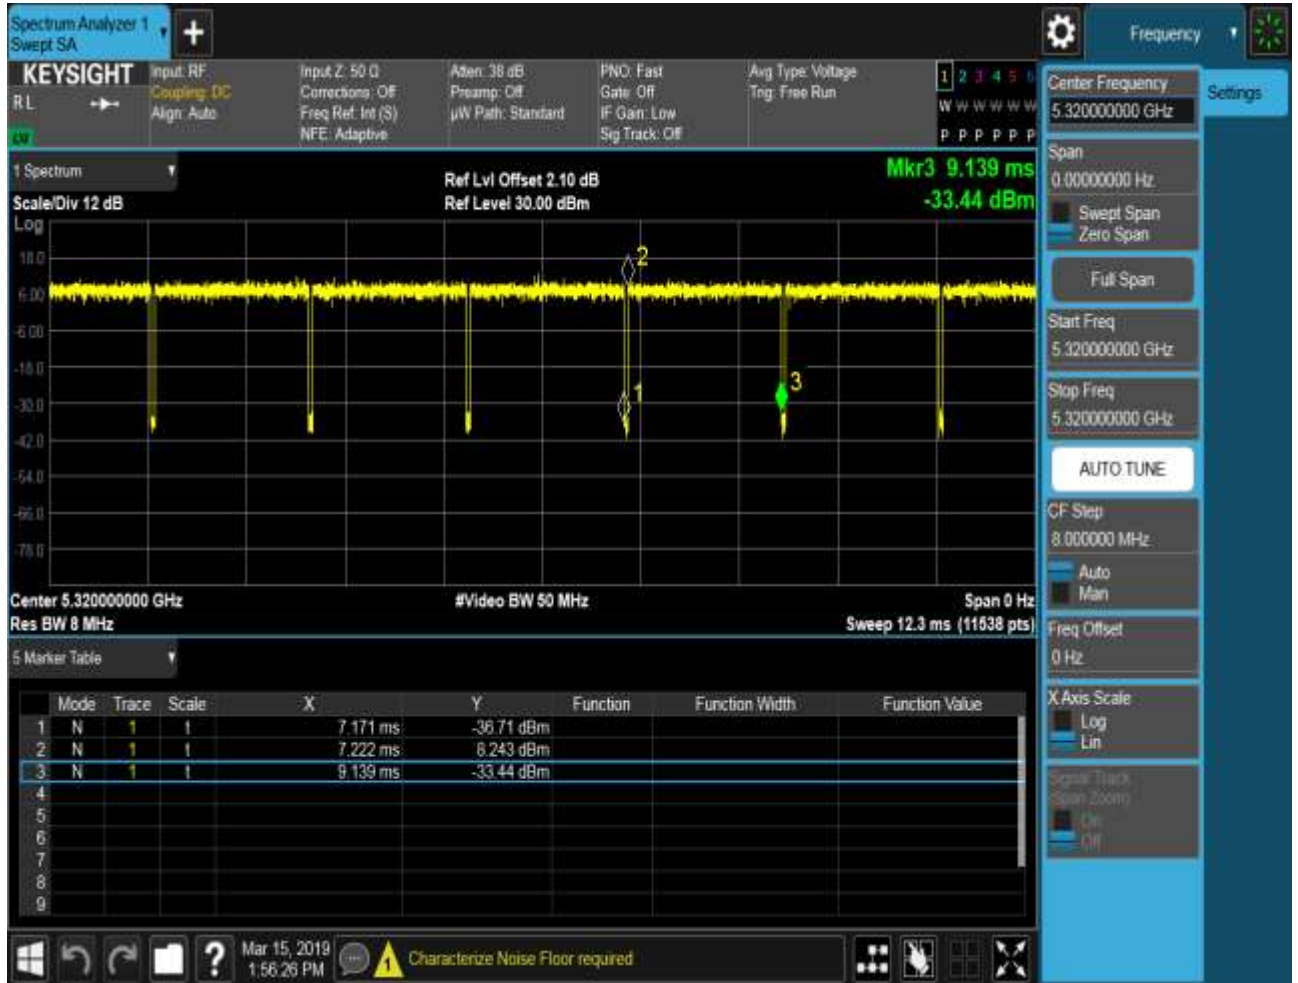 Spectrum Analyzer 1
Swept SA
Frequency
KEYSIGHT
Input: RF
Input Z: 50 Ω
Atten: 38 dB
PNO: Fast
Avg Type: Voltage
1 2 3 4 5 6
R L
Coupling: DC
Corrections: Off
Preamp: Off
Gate: Off
Trig: Free Run
Align: Auto
Freq Ref: Int (S)
µW Path: Standard
IF Gain: Low
W W W W W W
NFE: Adaptive
Sig Track: Off
P P P P P P
Center Frequency
5.320000000 GHz
Settings
Span
0.00000000 Hz
Swept Span
Zero Span
Full Span
Start Freq
5.320000000 GHz
Stop Freq
5.320000000 GHz
AUTO TUNE
CF Step
8.000000 MHz
Auto
Man
Freq Offset
0 Hz
X Axis Scale
Log
Lin
Signal Track
(Span Zoom)
On
Off
1 Spectrum
Ref Lvl Offset 2.10 dB
Mkr3 9.139 ms
Scale/Div 12 dB
Ref Level 30.00 dBm
-33.44 dBm
Log
18.0
6.00
-6.00
-18.0
-30.0
-42.0
-54.0
-66.0
-78.0
2
1
3
Center 5.320000000 GHz
#Video BW 50 MHz
Span 0 Hz
Res BW 8 MHz
Sweep 12.3 ms (11538 pts)
5 Marker Table
Mode Trace Scale X Y Function Function Width Function Value
1 N 1 t 7.171 ms -36.71 dBm
2 N 1 t 7.222 ms 8.243 dBm
3 N 1 t 9.139 ms -33.44 dBm
4
5
6
7
8
9
Mar 15, 2019
1:56:26 PM
1
Characterize Noise Floor required